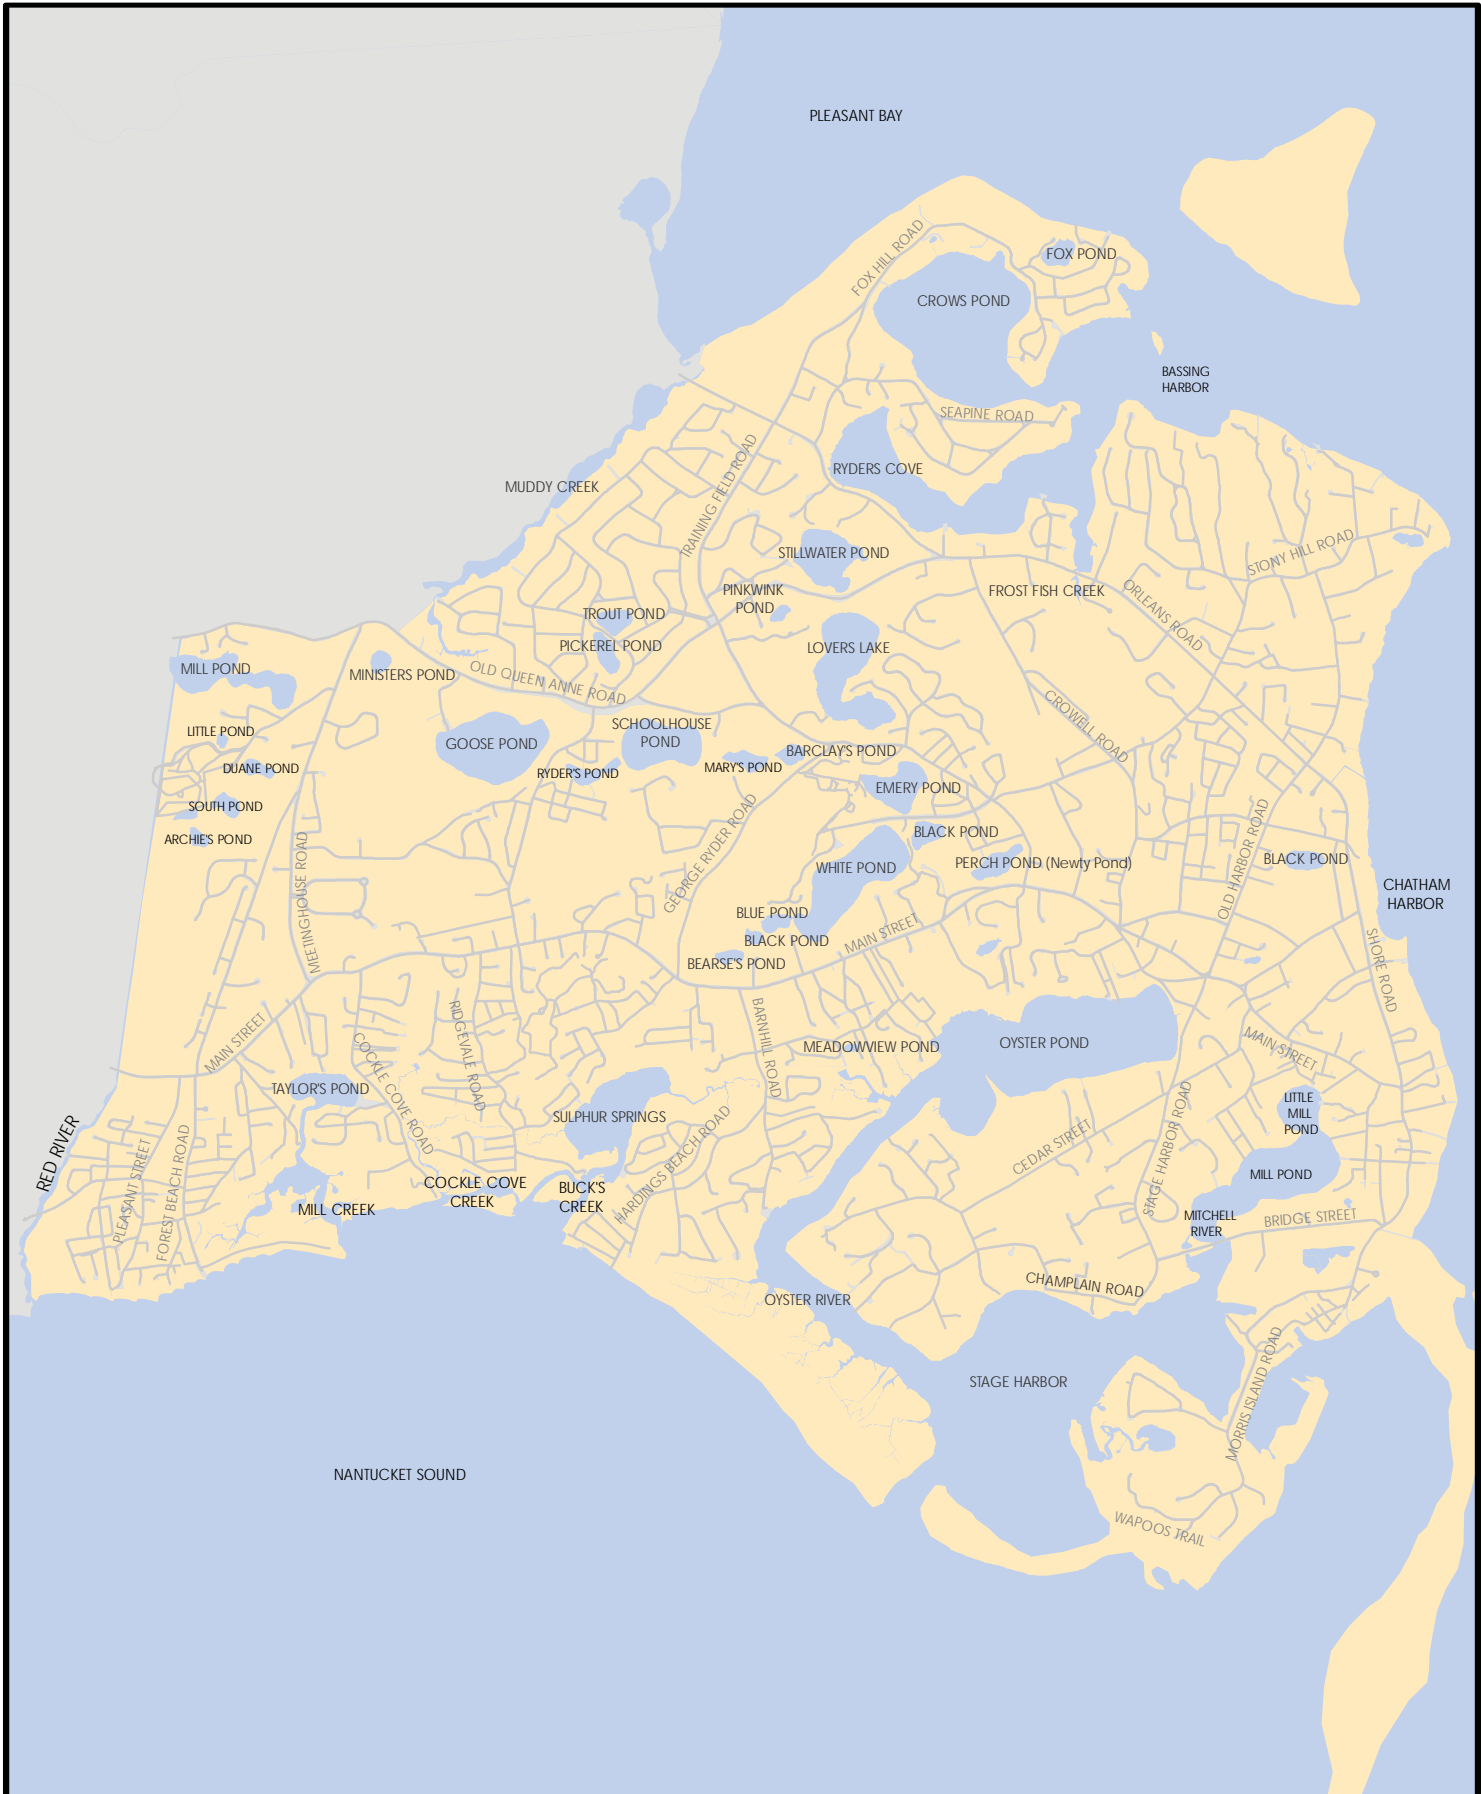 PLEASANT BAY
FOX HILL ROAD
FOX POND
CROWS POND
BASSING
HARBOR
SEAPINE ROAD
RYDERS COVE
MUDDY CREEK
TRAINING FIELD ROAD
STILLWATER POND
STONY HILL ROAD
PINKWINK
POND
FROST FISH CREEK
ORLEANS ROAD
TROUT POND
PICKEREL POND
LOVERS LAKE
MILL POND
MINISTERS POND
OLD QUEEN ANNE ROAD
CROWELL ROAD
LITTLE POND
SCHOOLHOUSE
POND
GOOSE POND
BARCLAY'S POND
DUANE POND
RYDER'S POND
MARY'S POND
EMERY POND
SOUTH POND
ARCHIE'S POND
MEETINGHOUSE ROAD
GEORGE RYDER ROAD
BLACK POND
WHITE POND
PERCH POND (Newty Pond)
OLD HARBOR ROAD
BLACK POND
CHATHAM
HARBOR
BLUE POND
BLACK POND
MAIN STREET
BEARSE'S POND
SHORE ROAD
MAIN STREET
COCKLE COVE ROAD
RIDGEVALE ROAD
BARNHILL ROAD
MEADOWVIEW POND
OYSTER POND
MAIN STREET
TAYLOR'S POND
SULPHUR SPRINGS
LITTLE
MILL
POND
RED RIVER
PLEASANT STREET
FOREST BEACH ROAD
HARDINGS BEACH ROAD
CEDAR STREET
STAGE HARBOR ROAD
MILL POND
COCKLE COVE
CREEK
BUCK'S
CREEK
MILL CREEK
MITCHELL
RIVER
BRIDGE STREET
CHAMPLAIN ROAD
OYSTER RIVER
STAGE HARBOR
MORRIS ISLAND ROAD
NANTUCKET SOUND
WAPOOS TRAIL